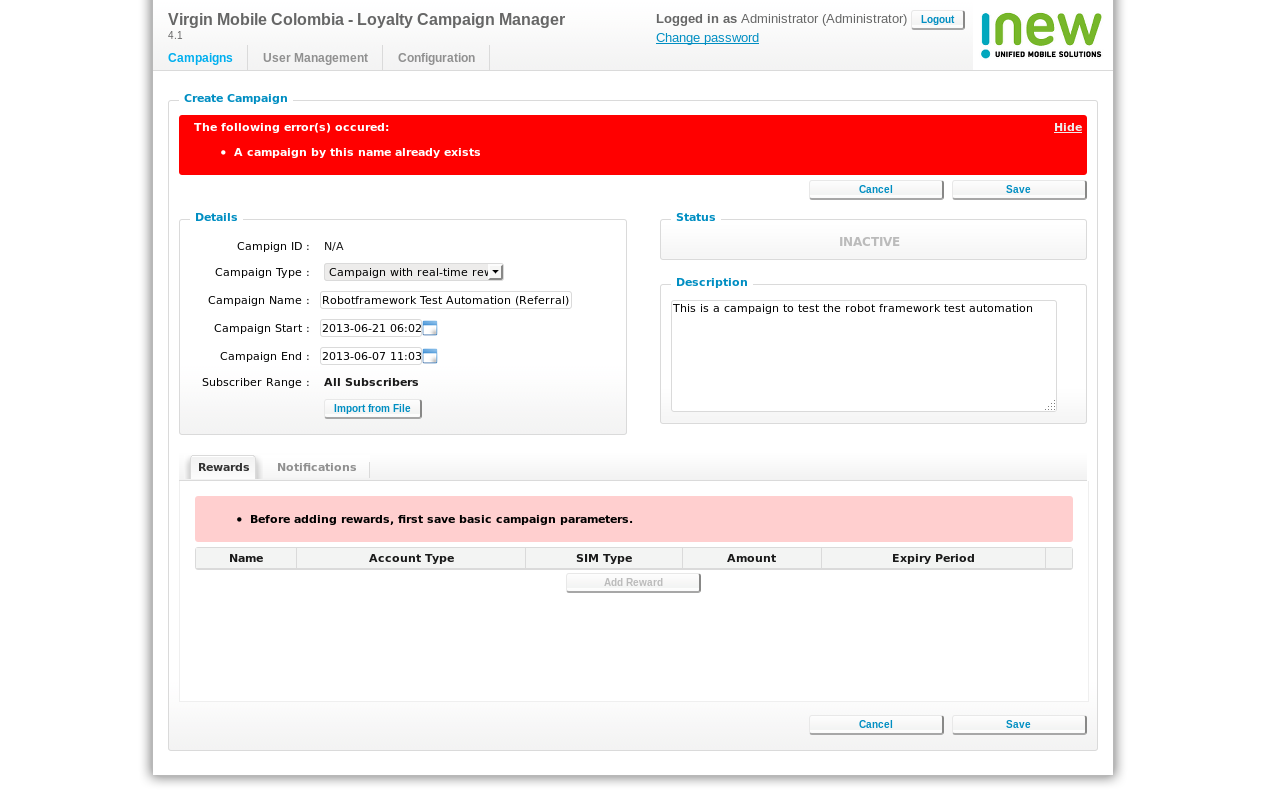 Virgin Mobile Colombia - Loyalty Campaign Manager
4.1
Logged in as Administrator (Administrator) Logout
Change password
inew
UNIFIED MOBILE SOLUTIONS
Campaigns User Management Configuration
Create Campaign
The following error(s) occured: Hide
• A campaign by this name already exists
Cancel Save
Details
Campign ID : N/A
Campaign Type : Campaign with real-time rev
Campaign Name : Robotframework Test Automation (Referral)
Campaign Start : 2013-06-21 06:02
Campaign End : 2013-06-07 11:03
Subscriber Range : All Subscribers
Import from File
Status
INACTIVE
Description
This is a campaign to test the robot framework test automation
Rewards Notifications
• Before adding rewards, first save basic campaign parameters.
Name Account Type SIM Type Amount Expiry Period
Add Reward
Cancel Save